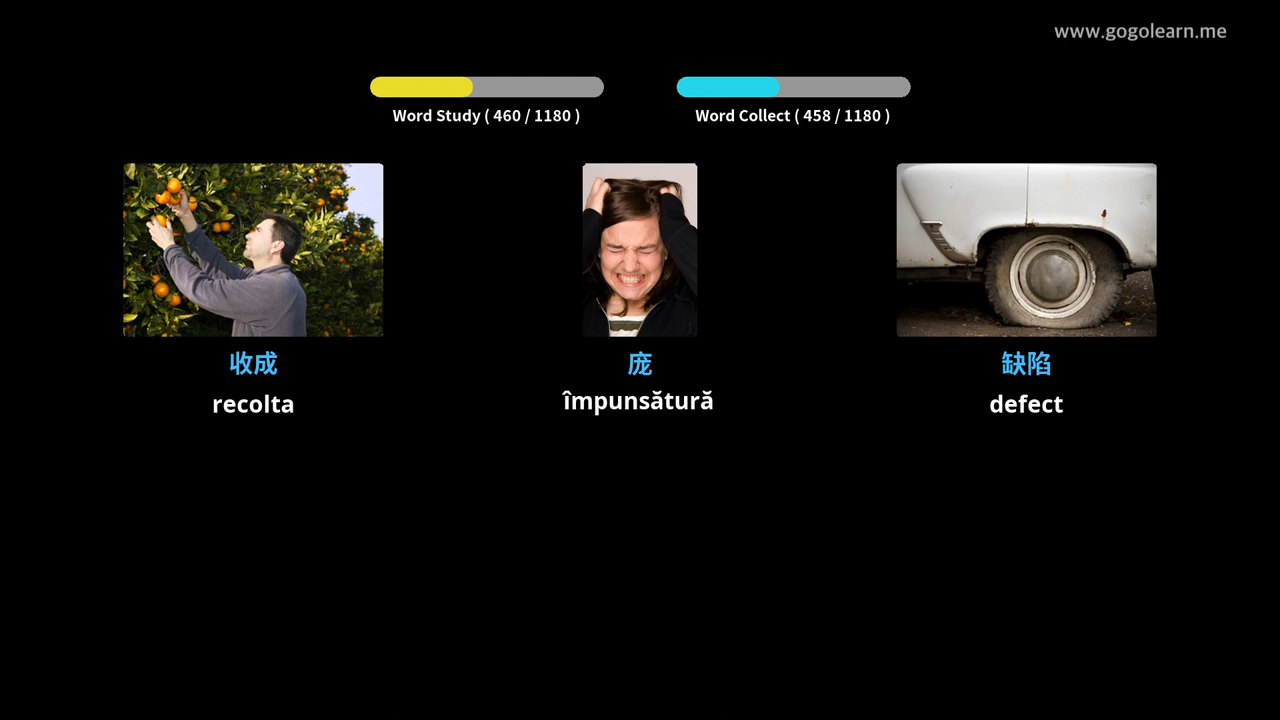 www.gogolearn.me
Word Study ( 460 / 1180 )
Word Collect ( 458 / 1180 )
收成
recolta
庞
împunsătură
缺陷
defect